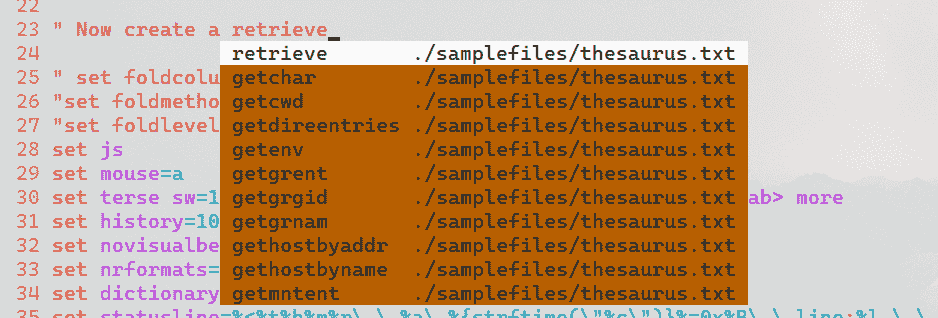 22
23 " Now create a retrieve
24 retrieve ./samplefiles/thesaurus.txt
25 " set foldcolu getchar ./samplefiles/thesaurus.txt
26 "set foldmetho getcwd ./samplefiles/thesaurus.txt
27 "set foldlevel getdireentries ./samplefiles/thesaurus.txt
28 set js getenv ./samplefiles/thesaurus.txt
29 set mouse=a getgrent ./samplefiles/thesaurus.txt
30 set terse sw=1 getgrgid ./samplefiles/thesaurus.txt ab> more
31 set history=10 getgrnam ./samplefiles/thesaurus.txt
32 set novisualbe gethostbyaddr ./samplefiles/thesaurus.txt
33 set nrformats= gethostbyname ./samplefiles/thesaurus.txt
34 set dictionary getmntent ./samplefiles/thesaurus.txt
35 set